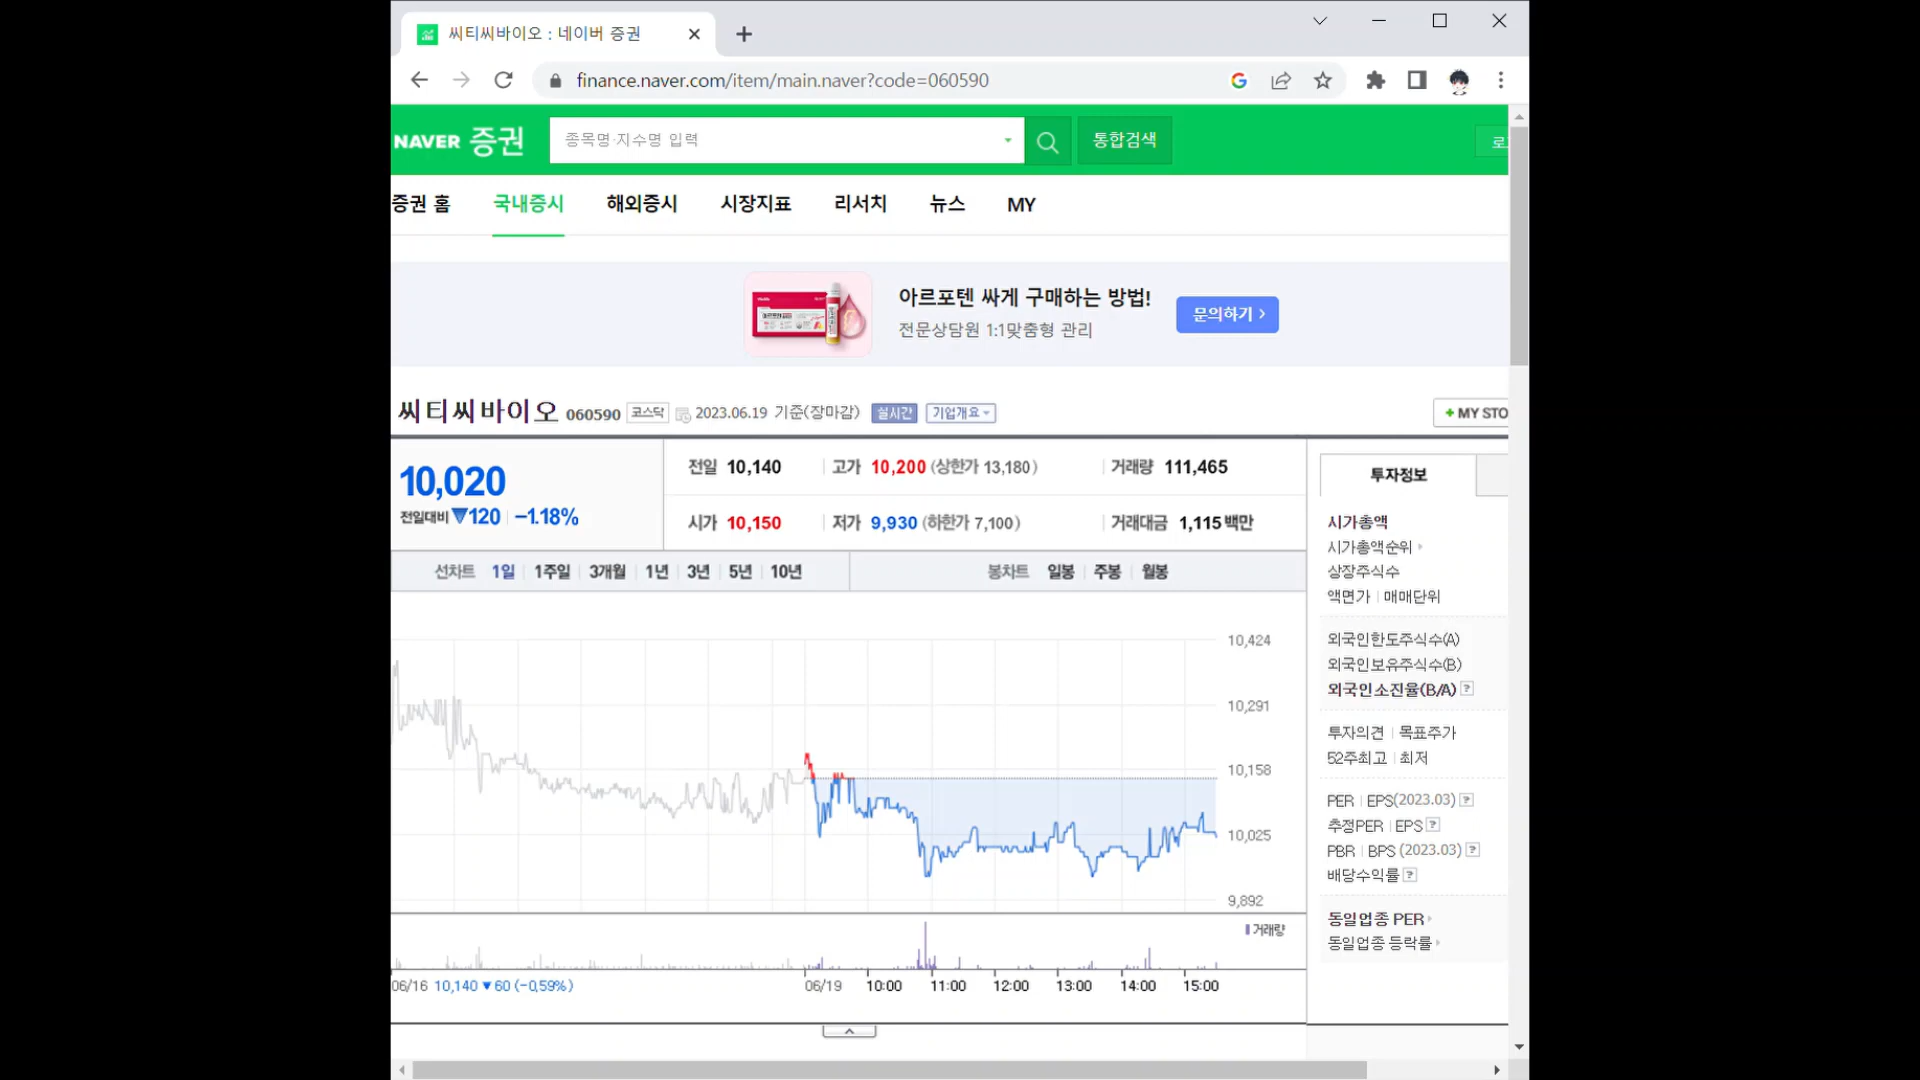 씨티씨바이오 : 네이버 증권
finance.naver.com/item/main.naver?code=060590
NAVER 증권 종목명·지수명 입력 통합검색
증권 홈 국내증시 해외증시 시장지표 리서치 뉴스 MY
아르포텐 싸게 구매하는 방법!
전문상담원 1:1맞춤형 관리
문의하기 >
씨티씨바이오 060590 코스닥 2023.06.19 기준(장마감) 실시간 기업개요
+ MY STO
10,020
전일대비 ▼120 -1.18%
전일 10,140 고가 10,200 (상한가 13,180) 거래량 111,465
시가 10,150 저가 9,930 (하한가 7,100) 거래대금 1,115 백만
선차트 1일 1주일 3개월 1년 3년 5년 10년 봉차트 일봉 주봉 월봉
10,424
10,291
10,158
10,025
9,892
거래량
06/16 10,140 ▼60 (-0.59%) 06/19 10:00 11:00 12:00 13:00 14:00 15:00
투자정보
시가총액
시가총액순위
상장주식수
액면가 | 매매단위
외국인한도주식수(A)
외국인보유주식수(B)
외국인소진율(B/A) ?
투자의견 | 목표주가
52주최고 | 최저
PER | EPS(2023.03) ?
추정PER | EPS ?
PBR | BPS (2023.03) ?
배당수익률 ?
동일업종 PER
동일업종 등락률